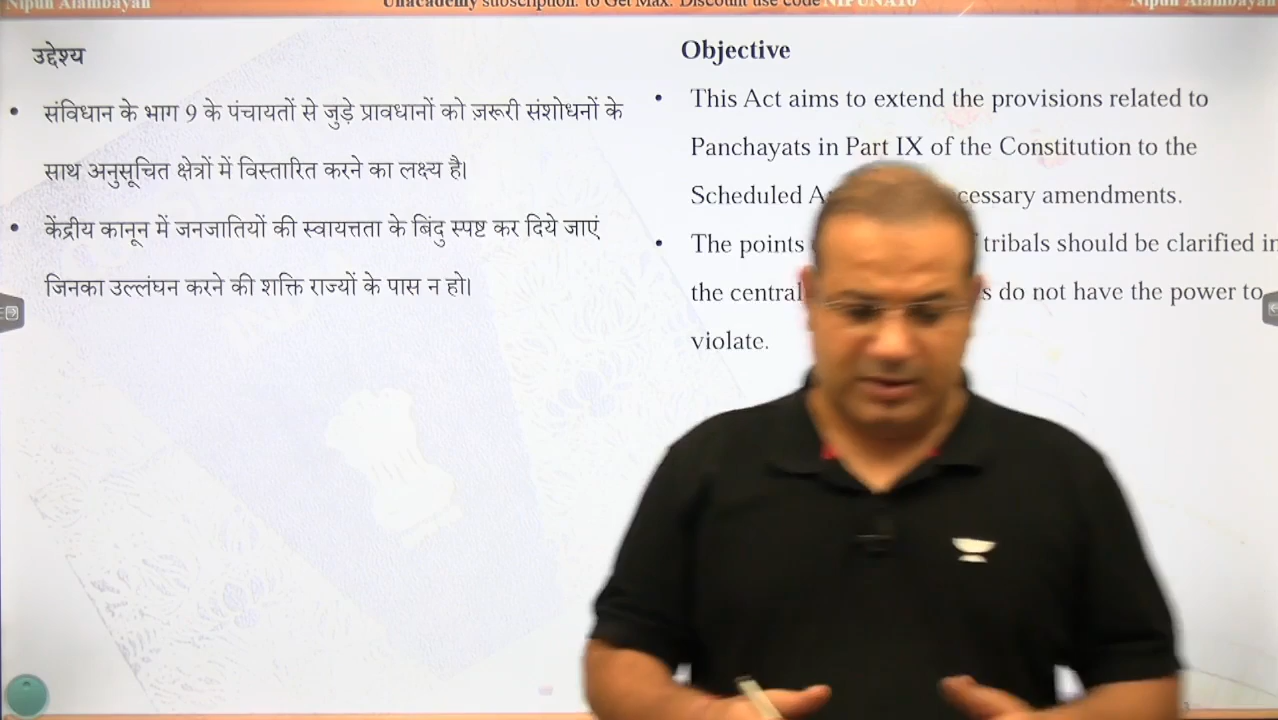 Nipun Alambayan
Unacademy subscription. to Get Max. Discount use code NIPUNA10
Nipun Alambayan
उद्देश्य
• संविधान के भाग 9 के पंचायतों से जुड़े प्रावधानों को ज़रूरी संशोधनों के
साथ अनुसूचित क्षेत्रों में विस्तारित करने का लक्ष्य है।
• केंद्रीय कानून में जनजातियों की स्वायत्तता के बिंदु स्पष्ट कर दिये जाएं
जिनका उल्लंघन करने की शक्ति राज्यों के पास न हो।
Objective
• This Act aims to extend the provisions related to
Panchayats in Part IX of the Constitution to the
Scheduled amendments.
• The points tribals should be clarified in
the central do not have the power to
violate.